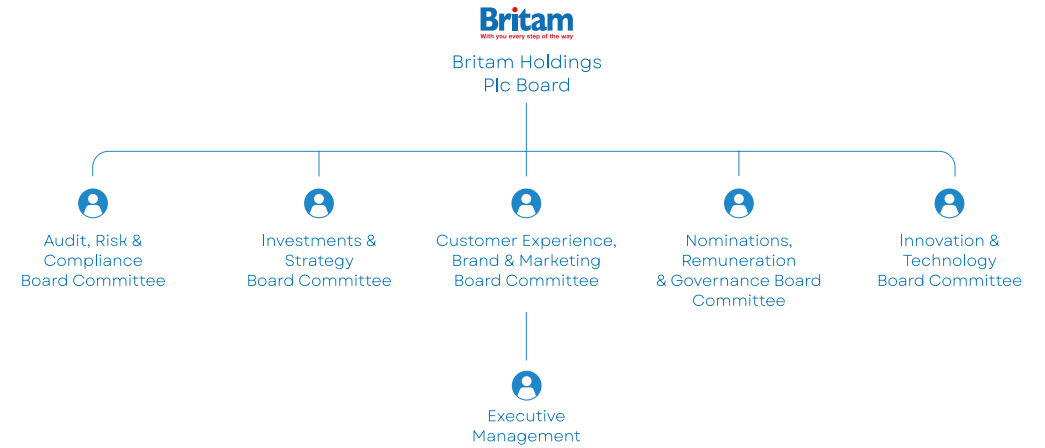 Britam
With you every step of the way
Britam Holdings
Plc Board
Audit, Risk &
Compliance
Board Committee
Investments &
Strategy
Board Committee
Customer Experience,
Brand & Marketing
Board Committee
Nominations,
Remuneration
& Governance Board
Committee
Innovation &
Technology
Board Committee
Executive
Management